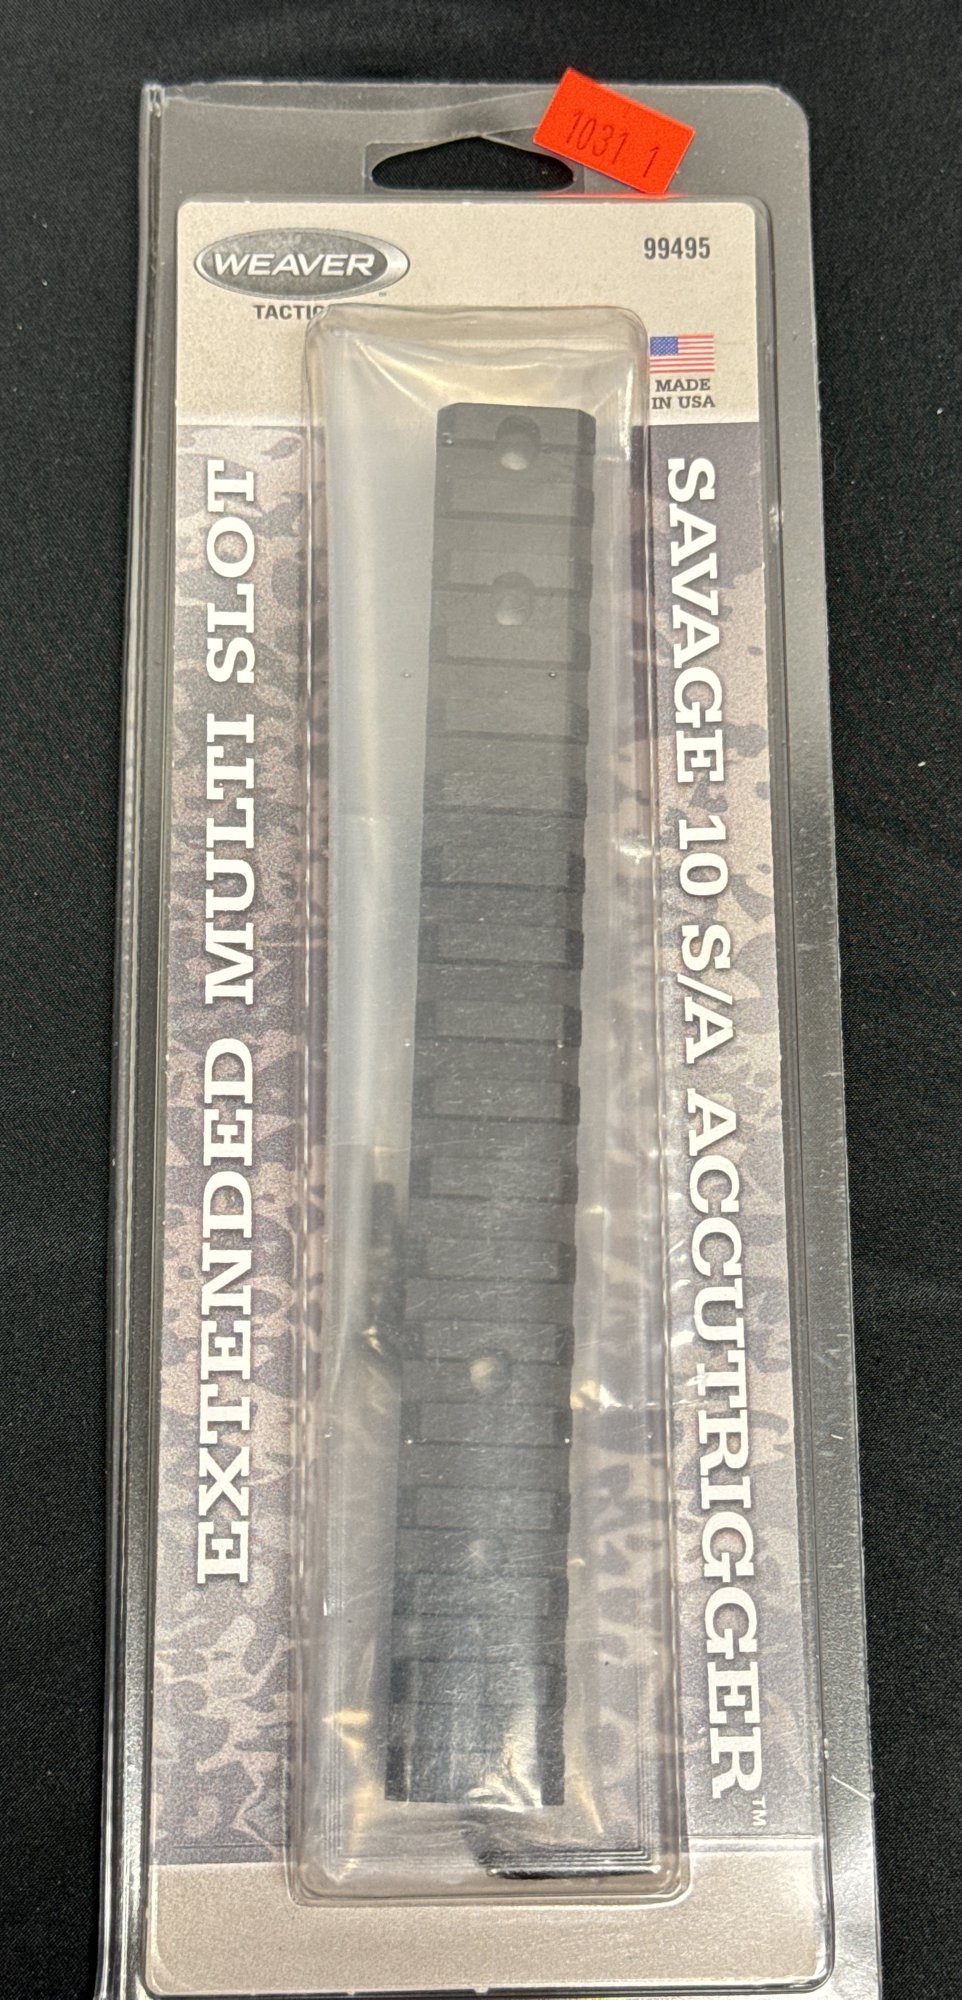 1031 1
WEAVER
99495
MADE
IN USA
EXTENDED MULTI SLOT
SAVAGE 10 S/A ACCUTRIGGER™